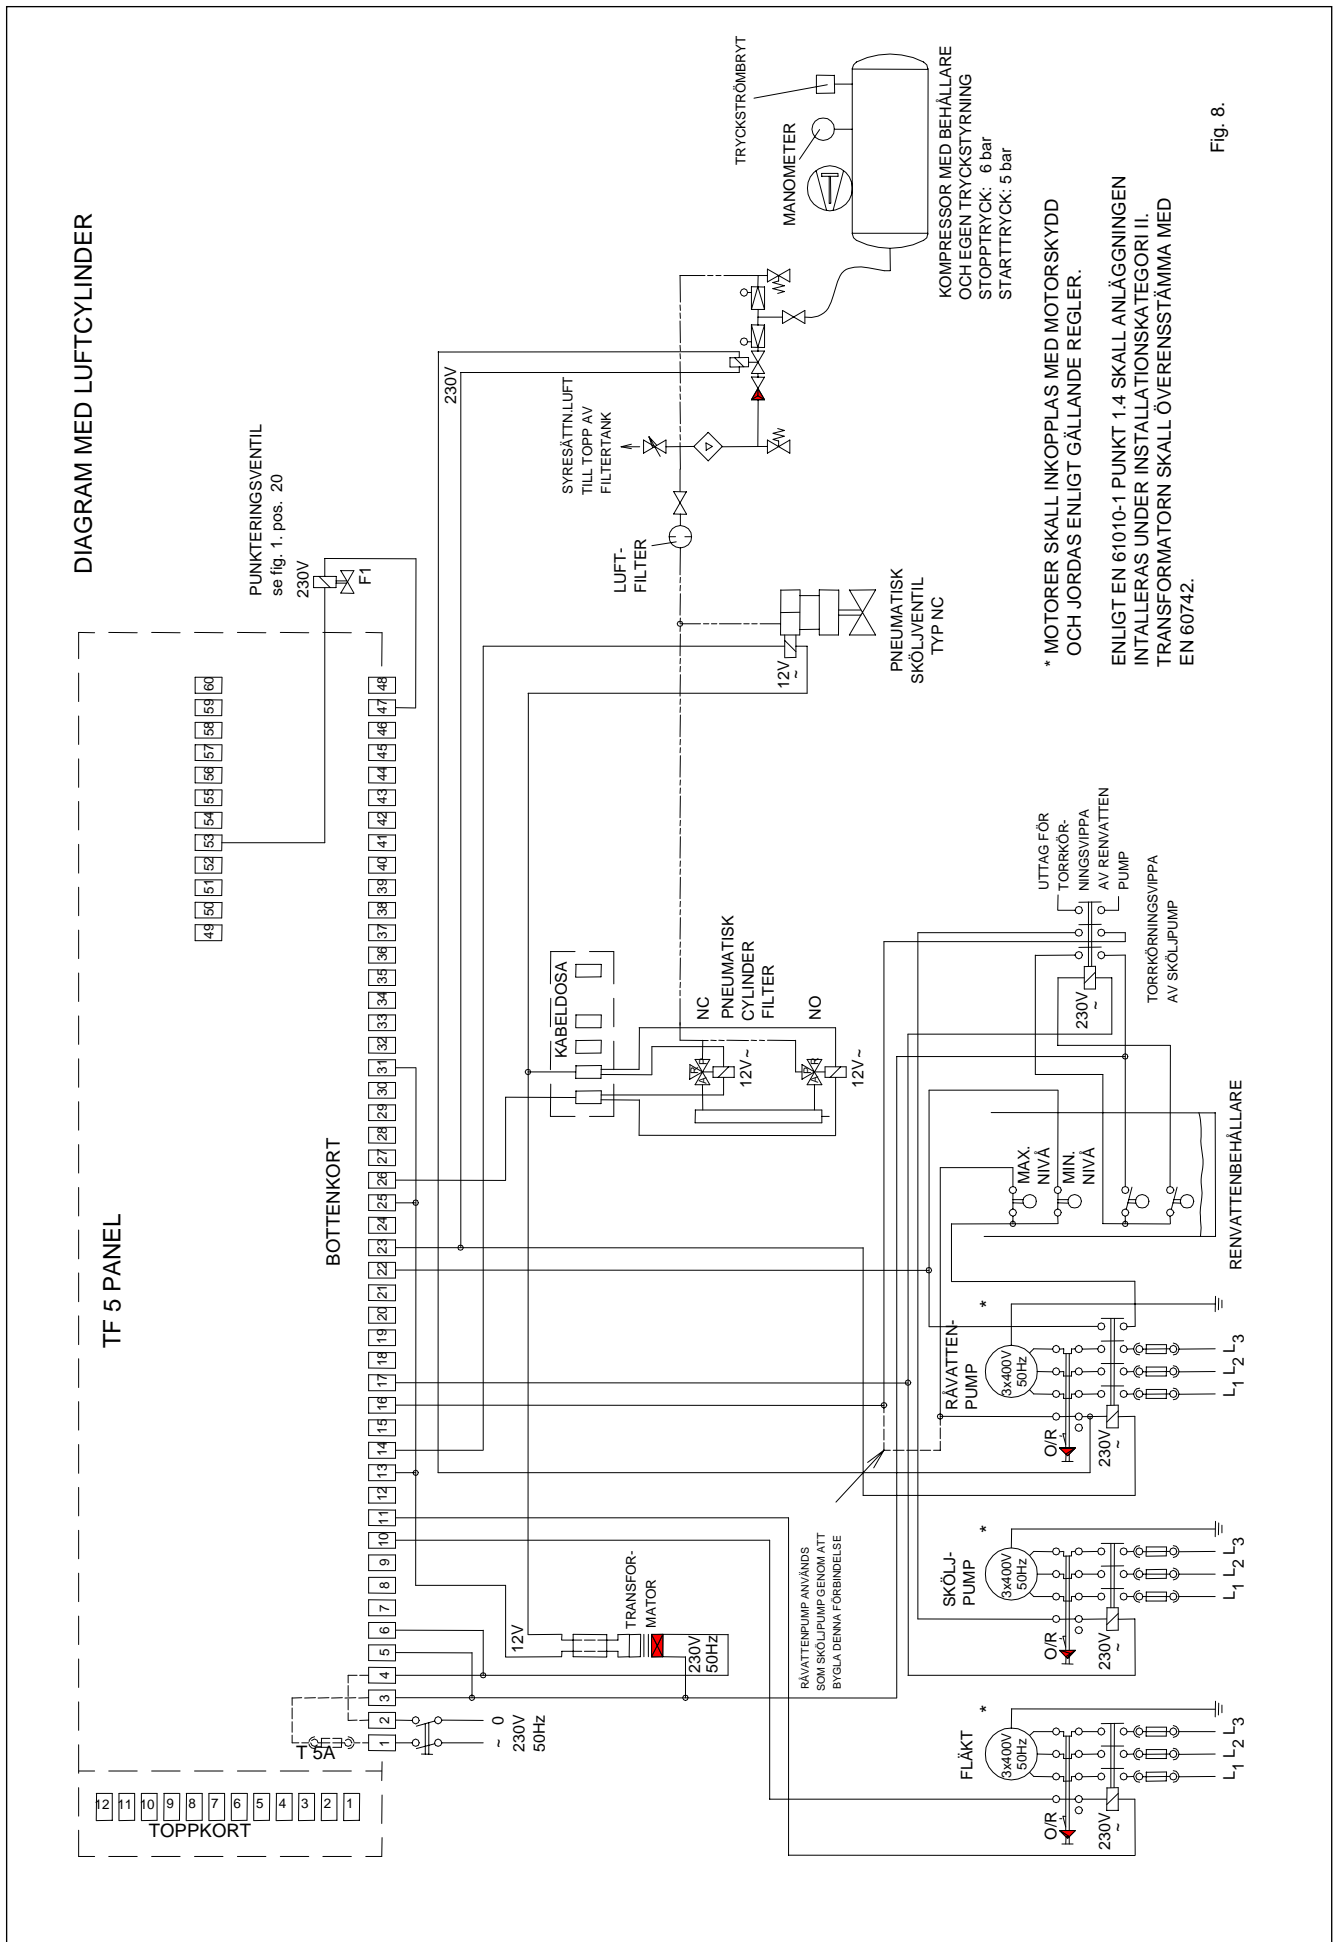 DIAGRAM MED LUFTCYLINDER
TF 5 PANEL
TOPPKORT
12 11 10 9 8 7 6 5 4 3 2 1
49 50 51 52 53 54 55 56 57 58 59 60
PUNKTERINGSVENTIL
se fig. 1. pos. 20
230V
F1
BOTTENKORT
1 2 3 4 5 6 7 8 9 10 11 12 13 14 15 16 17 18 19 20 21 22 23 24 25 26 27 28 29 30 31 32 33 34 35 36 37 38 39 40 41 42 43 44 45 46 47 48
T 5A
~ 0
230V
50Hz
12V
TRANSFOR-
MATOR
230V
50Hz
KABELDOSA
NC
PNEUMATISK
CYLINDER
FILTER
NO
A P R
12V~
A P R
12V~
230V
SYRESÄTTN.LUFT
TILL TOPP AV
FILTERTANK
LUFT-
FILTER
12V
~
PNEUMATISK
SKÖLJVENTIL
TYP NC
TRYCKSTRÖMBRYT
MANOMETER
KOMPRESSOR MED BEHÅLLARE
OCH EGEN TRYCKSTYRNING
STOPPTRYCK: 6 bar
STARTTRYCK: 5 bar
RÅVATTENPUMP ANVÄNDS
SOM SKÖLJPUMP GENOM ATT
BYGLA DENNA FÖRBINDELSE
FLÄKT
*
3x400V
50Hz
O/R
230V
~
L1 L2 L3
SKÖLJ-
PUMP
*
3x400V
50Hz
O/R
230V
~
L1 L2 L3
RÅVATTEN-
PUMP
*
3x400V
50Hz
O/R
230V
~
L1 L2 L3
MAX.
NIVÅ
MIN.
NIVÅ
RENVATTENBEHÅLLARE
230V
~
UTTAG FÖR
TORRKÖR-
NINGSVIPPA
AV RENVATTEN
PUMP
TORRKÖRNINGSVIPPA
AV SKÖLJPUMP
* MOTORER SKALL INKOPPLAS MED MOTORSKYDD
OCH JORDAS ENLIGT GÄLLANDE REGLER.
ENLIGT EN 61010-1 PUNKT 1.4 SKALL ANLÄGGNINGEN
INTALLERAS UNDER INSTALLATIONSKATEGORI II.
TRANSFORMATORN SKALL ÖVERENSSTÄMMA MED
EN 60742.
Fig. 8.